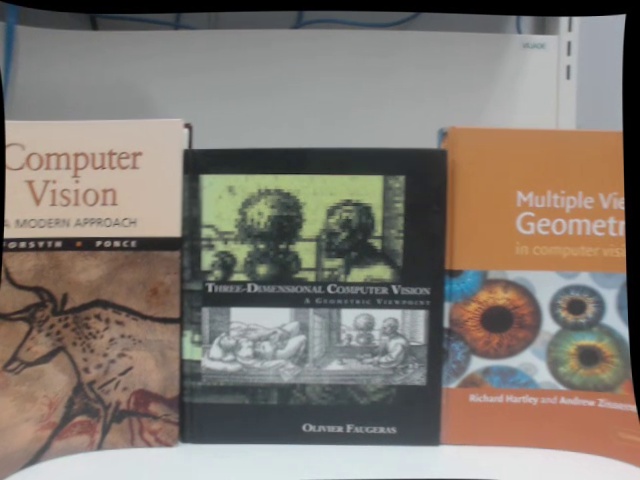 Computer
Vision
A MODERN APPROACH
FORSYTH PONCE
THREE-DIMENSIONAL COMPUTER VISION
A GEOMETRIC VIEWPOINT
OLIVIER FAUGERAS
Multiple Vie
Geometr
in computer visi
Richard Hartley and Andrew Zisserm